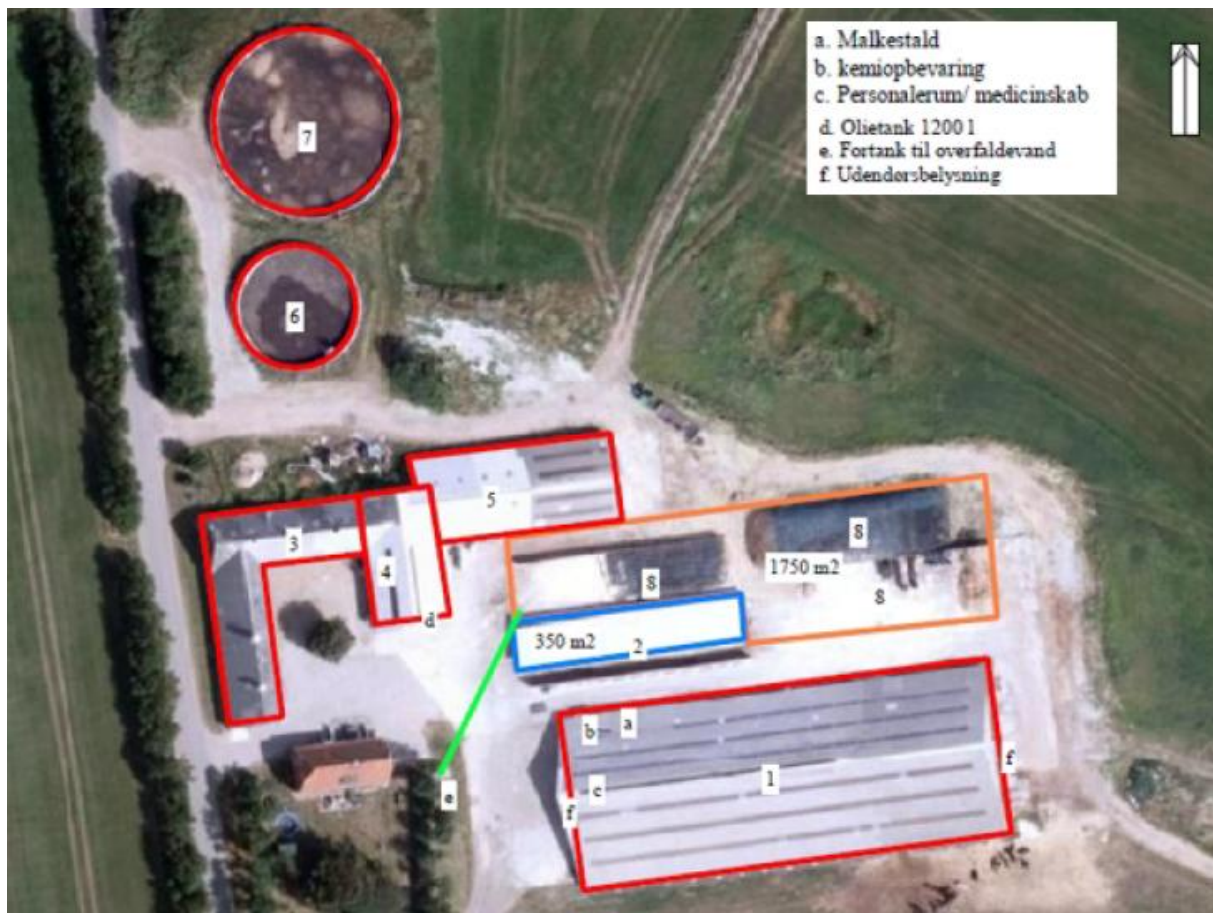 a. Malkestald
b. kemiopbevaring
c. Personalerum/ medicinskab
d. Olietank 1200 l
e. Fortank til overfaldevand
f. Udendørsbelysning
7
6
5
3
4
d
8
1750 m2
8
8
350 m2
2
b
a
1
f
c
f
e